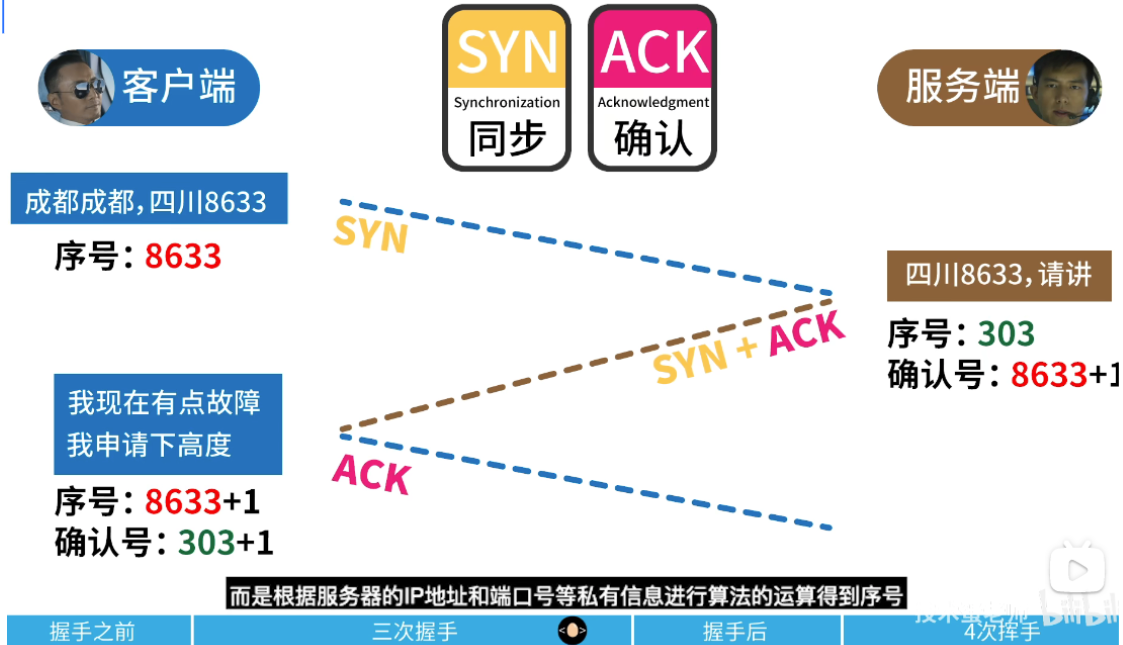 SYN
Synchronization
同步
ACK
Acknowledgment
确认
客户端
服务端
成都成都,四川8633
序号：8633
SYN
四川8633,请讲
序号：303
确认号：8633+1
SYN + ACK
我现在有点故障
我申请下高度
序号：8633+1
确认号：303+1
ACK
而是根据服务器的IP地址和端口号等私有信息进行算法的运算得到序号
技术蛋老师
bilibili
握手之前
三次握手
握手后
4次挥手